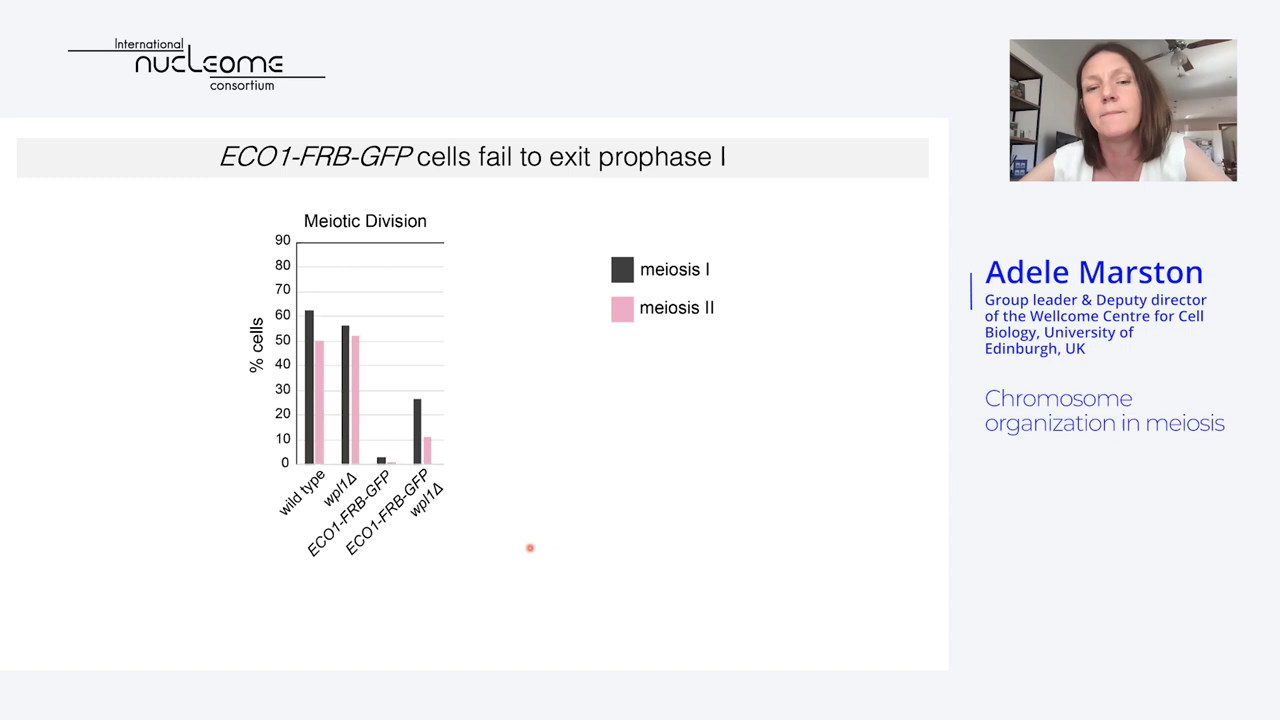 International
nucleome
consortium
ECO1-FRB-GFP cells fail to exit prophase I
Meiotic Division
90
80
70
60
50
40
30
20
10
0
% cells
wild type
wpl1Δ
ECO1-FRB-GFP
ECO1-FRB-GFP
wpl1Δ
meiosis I
meiosis II
Adele Marston
Group leader & Deputy director
of the Wellcome Centre for Cell
Biology, University of
Edinburgh, UK
Chromosome
organization in meiosis